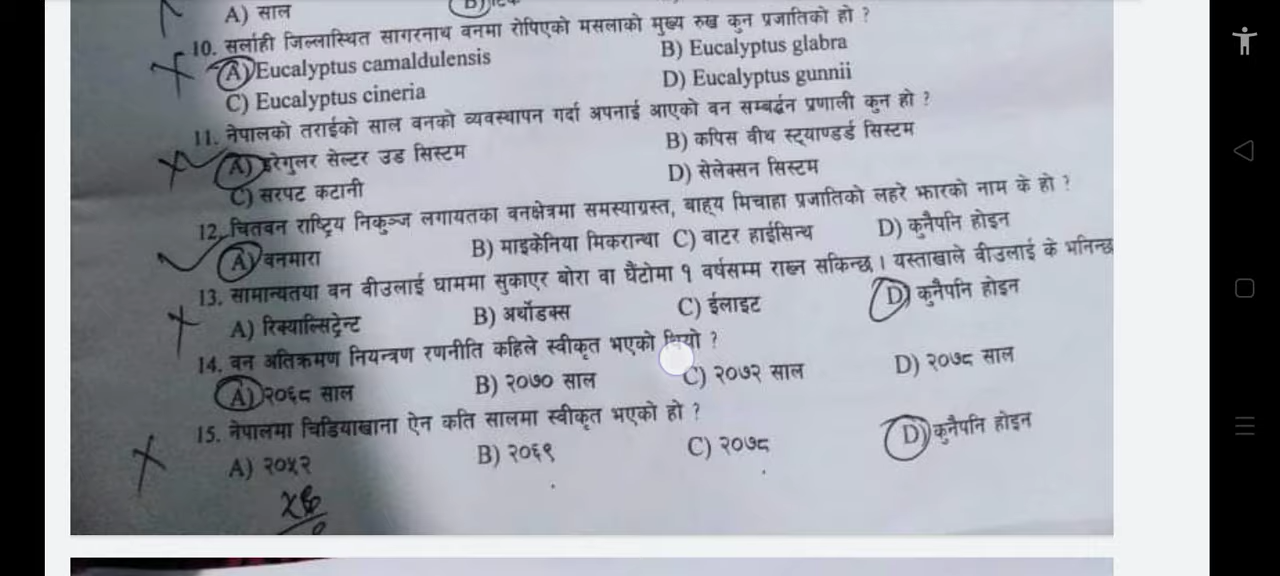 A) साल B)
10. सर्लाही जिल्लास्थित सागरनाथ वनमा रोपिएको मसलाको मुख्य रुख कुन प्रजातिको हो ?
A) Eucalyptus camaldulensis B) Eucalyptus glabra
C) Eucalyptus cineria D) Eucalyptus gunnii
11. नेपालको तराईको साल वनको व्यवस्थापन गर्दा अपनाई आएको वन सम्बर्द्धन प्रणाली कुन हो ?
A) इरेगुलर सेल्टर उड सिस्टम B) कपिस वीथ स्ट्याण्डर्ड सिस्टम
C) सरपट कटानी D) सेलेक्सन सिस्टम
12. चितवन राष्ट्रिय निकुञ्ज लगायतका वनक्षेत्रमा समस्याग्रस्त, बाह्य मिचाहा प्रजातिको लहरे झारको नाम के हो ?
A) वनमारा B) माइकेनिया मिकरान्था C) वाटर हाईसिन्थ D) कुनैपनि होइन
13. सामान्यतया वन वीउलाई घाममा सुकाएर बोरा वा घैंटोमा १ वर्षसम्म राख्न सकिन्छ । यस्ताखाले वीउलाई के भनिन्छ
A) रिक्याल्सिट्रेन्ट B) अर्थोडक्स C) ईलाइट D) कुनैपनि होइन
14. वन अतिक्रमण नियन्त्रण रणनीति कहिले स्वीकृत भएको थियो ?
A) २०६८ साल B) २०७० साल C) २०७२ साल D) २०७८ साल
15. नेपालमा चिडियाखाना ऐन कति सालमा स्वीकृत भएको हो ?
A) २०५२ B) २०६९ C) २०७८ D) कुनैपनि होइन